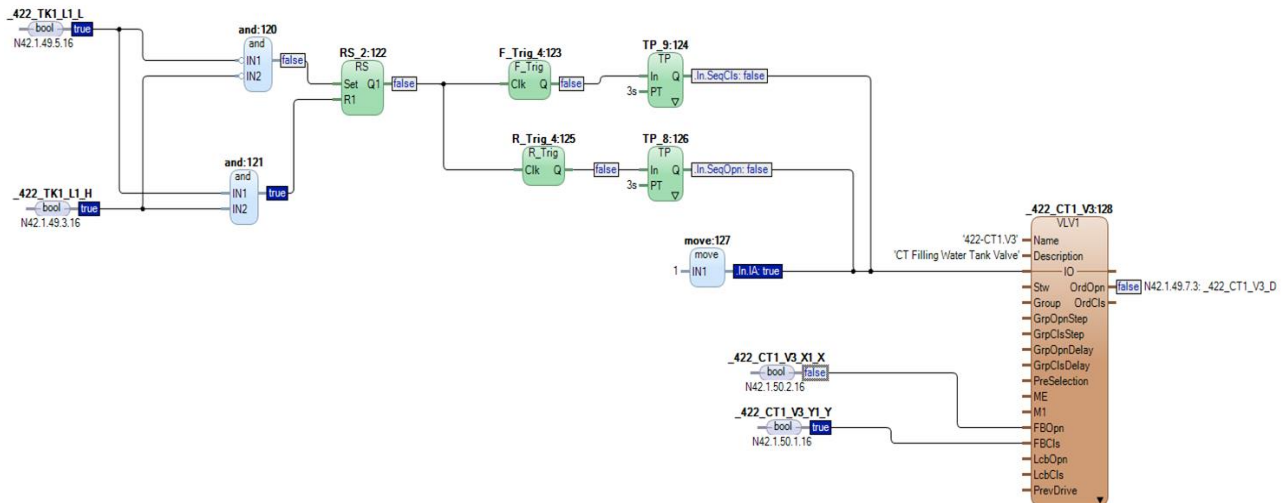 _422_TK1_L1_L
bool true
N42.1.49.5.16
and:120
and
IN1 false
IN2
RS_2:122
RS
Set Q1 false
R1
F_Trig_4:123
F_Trig
Clk Q false
TP_9:124
TP
In Q .In.SeqCls: false
3s PT
R_Trig_4:125
R_Trig
Clk Q false
TP_8:126
TP
In Q .In.SeqOpn: false
3s PT
and:121
and
IN1 true
IN2
_422_TK1_L1_H
bool true
N42.1.49.3.16
move:127
move
1 IN1 .In.IA: true
_422_CT1_V3:128
VLV1
'422-CT1.V3' Name
'CT Filling Water Tank Valve' Description
IO
Stw OrdOpn false N42.1.49.7.3: _422_CT1_V3_D
Group OrdCls
GrpOpnStep
GrpClsStep
GrpOpnDelay
GrpClsDelay
PreSelection
ME
M1
FBOpn
FBCls
LcbOpn
LcbCls
PrevDrive
_422_CT1_V3_X1_X
bool false
N42.1.50.2.16
_422_CT1_V3_Y1_Y
bool true
N42.1.50.1.16